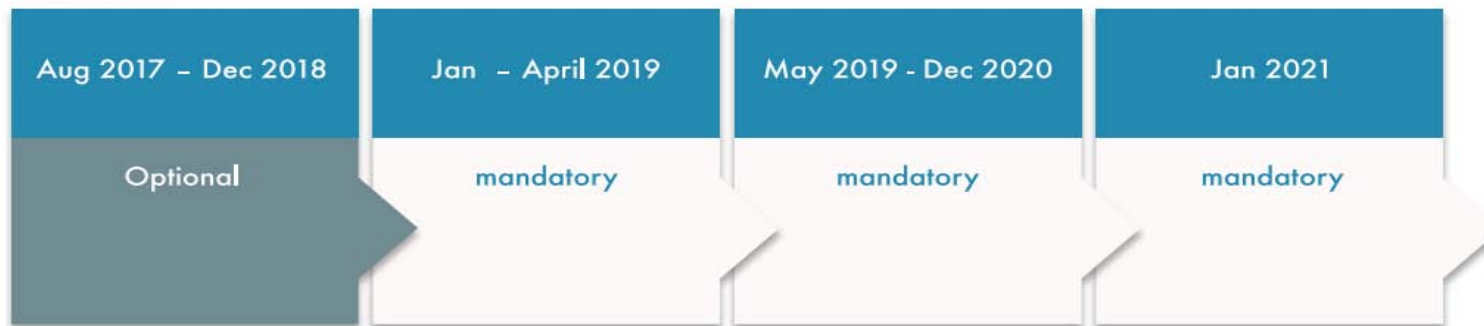 Aug 2017 – Dec 2018
Jan – April 2019
May 2019 - Dec 2020
Jan 2021
Optional
mandatory
mandatory
mandatory